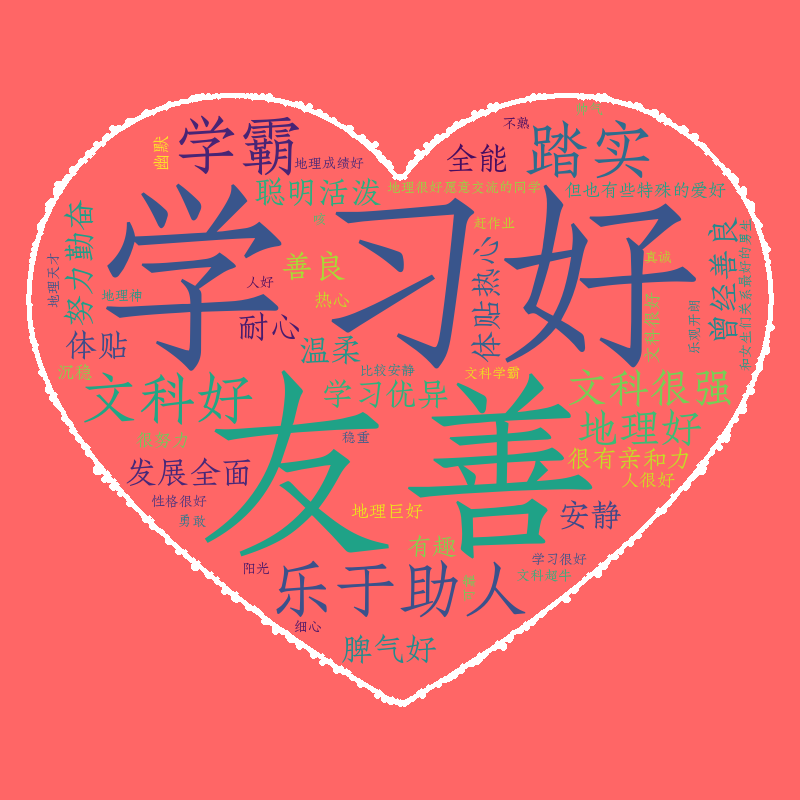 不熟
幽默
学霸
地理成绩好
全能
踏实
聪明活泼
地理很好愿意交流的同学
但也有些特殊的爱好
学习好
努力勤奋
地理天才
地理神
善良
人好
热心
耐心
体贴热心
赶作业
真诚
曾经善良
和女生们关系最好的男生
文科很好
乐观开朗
体贴
温柔
沉稳
比较安静
文科学霸
文科好
学习优异
文科很强
友善
地理好
很努力
稳重
发展全面
很有亲和力
人很好
性格很好
勇敢
地理巨好
安静
有趣
学习很好
阳光
乐于助人
细心
脾气好